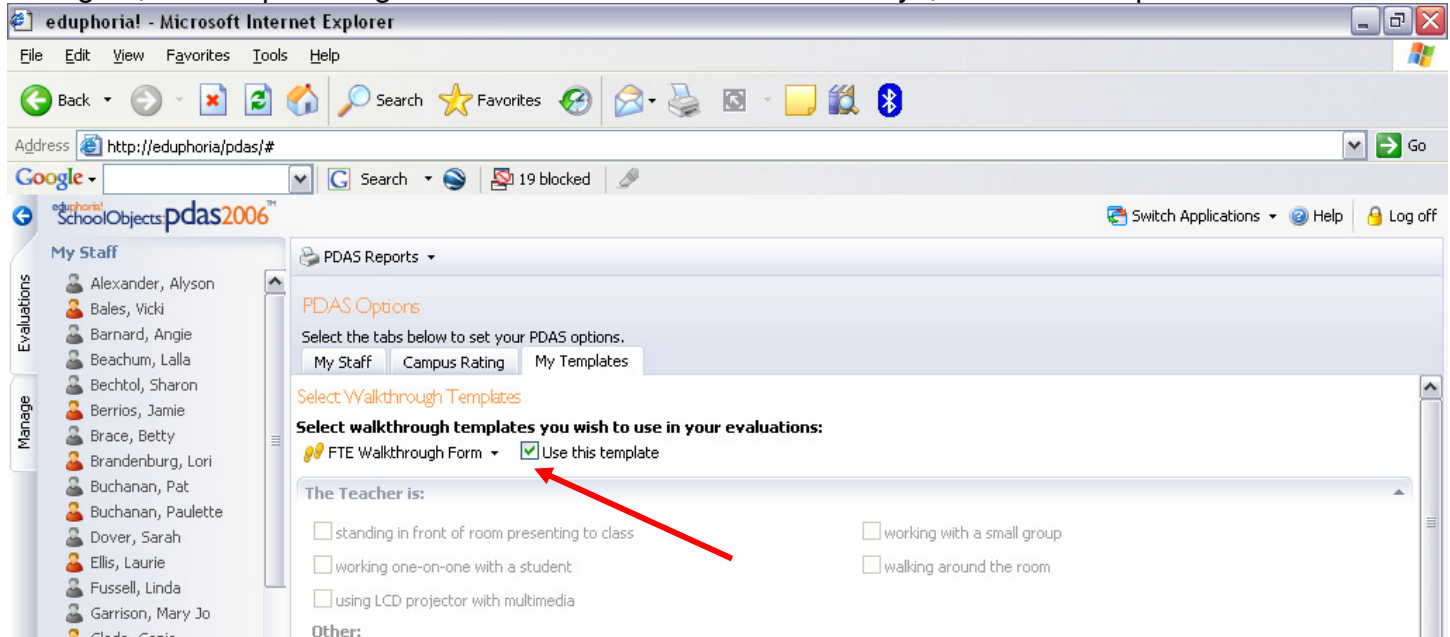 eduphoria! - Microsoft Internet Explorer
File Edit View Favorites Tools Help
Back Search Favorites
Address http://eduphoria/pdas/# Go
Google Search 19 blocked
eduphoria! SchoolObjects:pdas2006™ Switch Applications Help Log off
My Staff
PDAS Reports
Evaluations
Manage
Alexander, Alyson
Bales, Vicki
Barnard, Angie
Beachum, Lalla
Bechtol, Sharon
Berrios, Jamie
Brace, Betty
Brandenburg, Lori
Buchanan, Pat
Buchanan, Paulette
Dover, Sarah
Ellis, Laurie
Fussell, Linda
Garrison, Mary Jo
PDAS Options
Select the tabs below to set your PDAS options.
My Staff Campus Rating My Templates
Select Walkthrough Templates
Select walkthrough templates you wish to use in your evaluations:
FTE Walkthrough Form Use this template
The Teacher is:
standing in front of room presenting to class working with a small group
working one-on-one with a student walking around the room
using LCD projector with multimedia
Other: